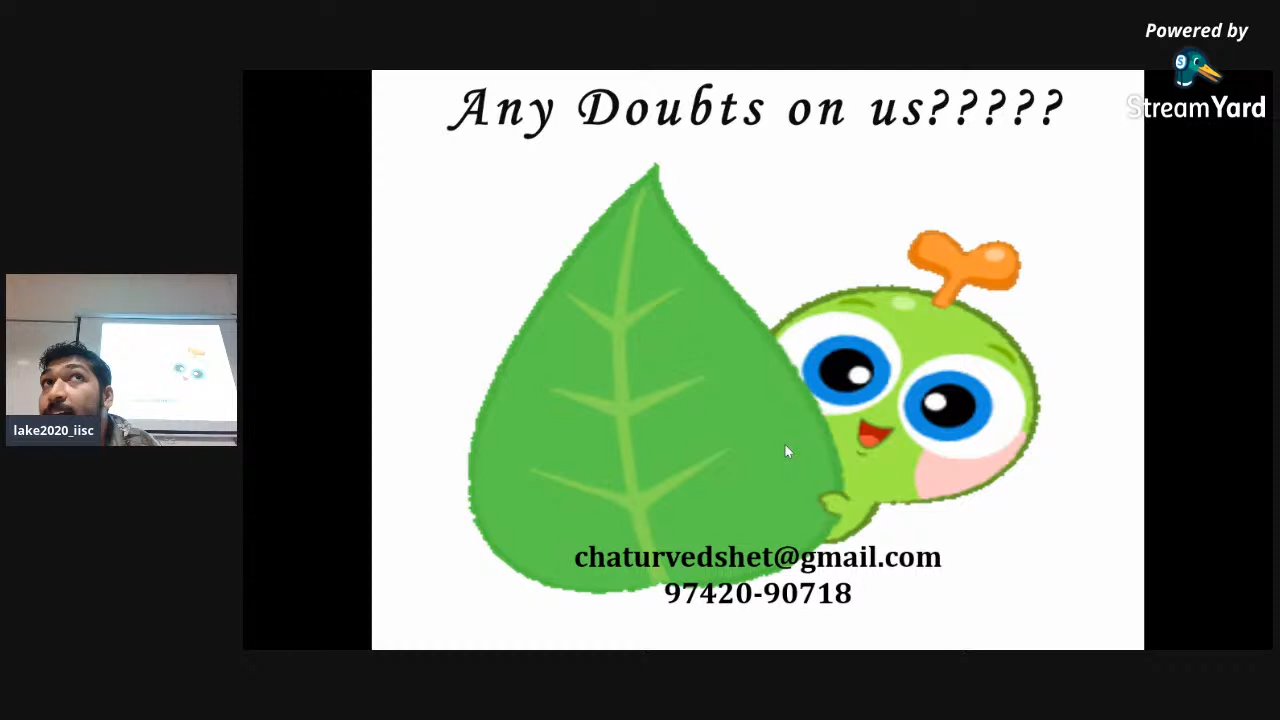 Powered by
StreamYard
Any Doubts on us?????
lake2020_iisc
chaturvedshet@gmail.com
97420-90718